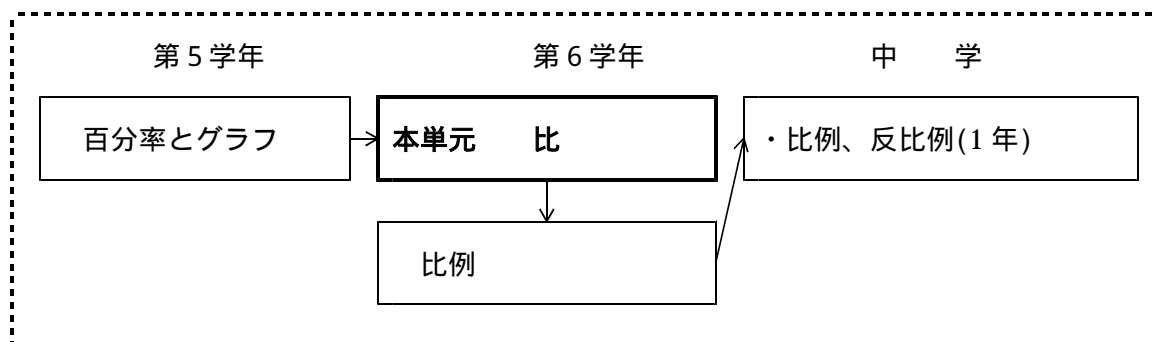 第5学年 第6学年 中 学
百分率とグラフ 本単元 比 ・比例、反比例(1年)
比例